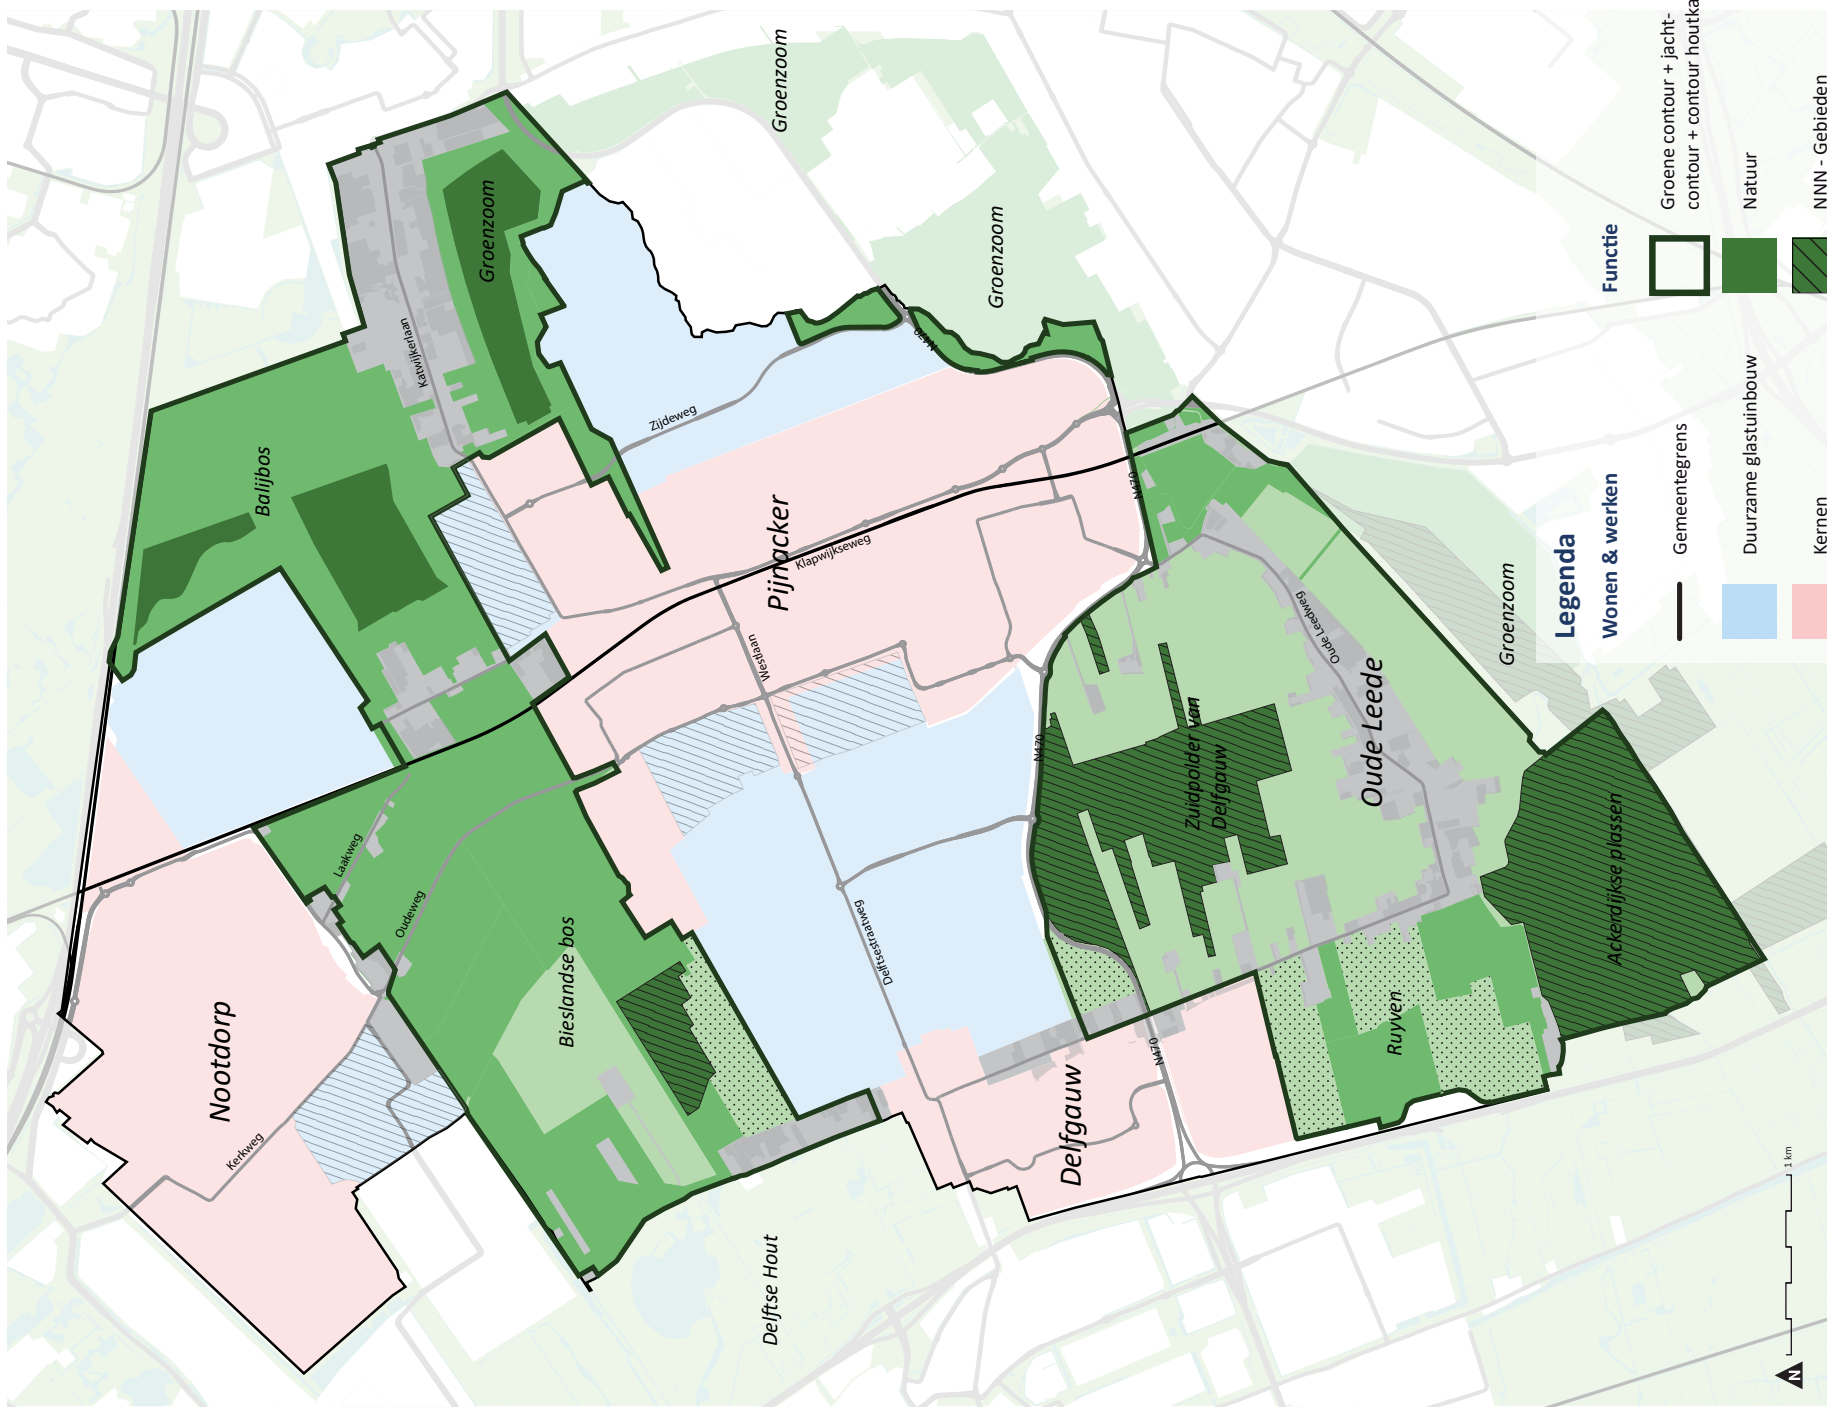 Groenzoom
Groenzoom
Katwijkerlaan
Balijbos
Groenzoom
N470
Zijdeweg
Pijnacker
Klapwijkseweg
N470
Westlaan
Oude Leedweg
Oude Leede
Groenzoom
Zuidpolder van
Delfgauw
N470
Laakweg
Oudeweg
Bieslandse bos
Delftsestraatweg
Ackerdijkse plassen
Ruyven
Nootdorp
Kerkweg
Delfgauw
N470
Delftse Hout
Legenda
Wonen & werken
Gemeentegrens
Duurzame glastuinbouw
Kernen
Functie
Groene contour + jacht-
contour + contour
Natuur
NNN - Gebieden
1 km
N